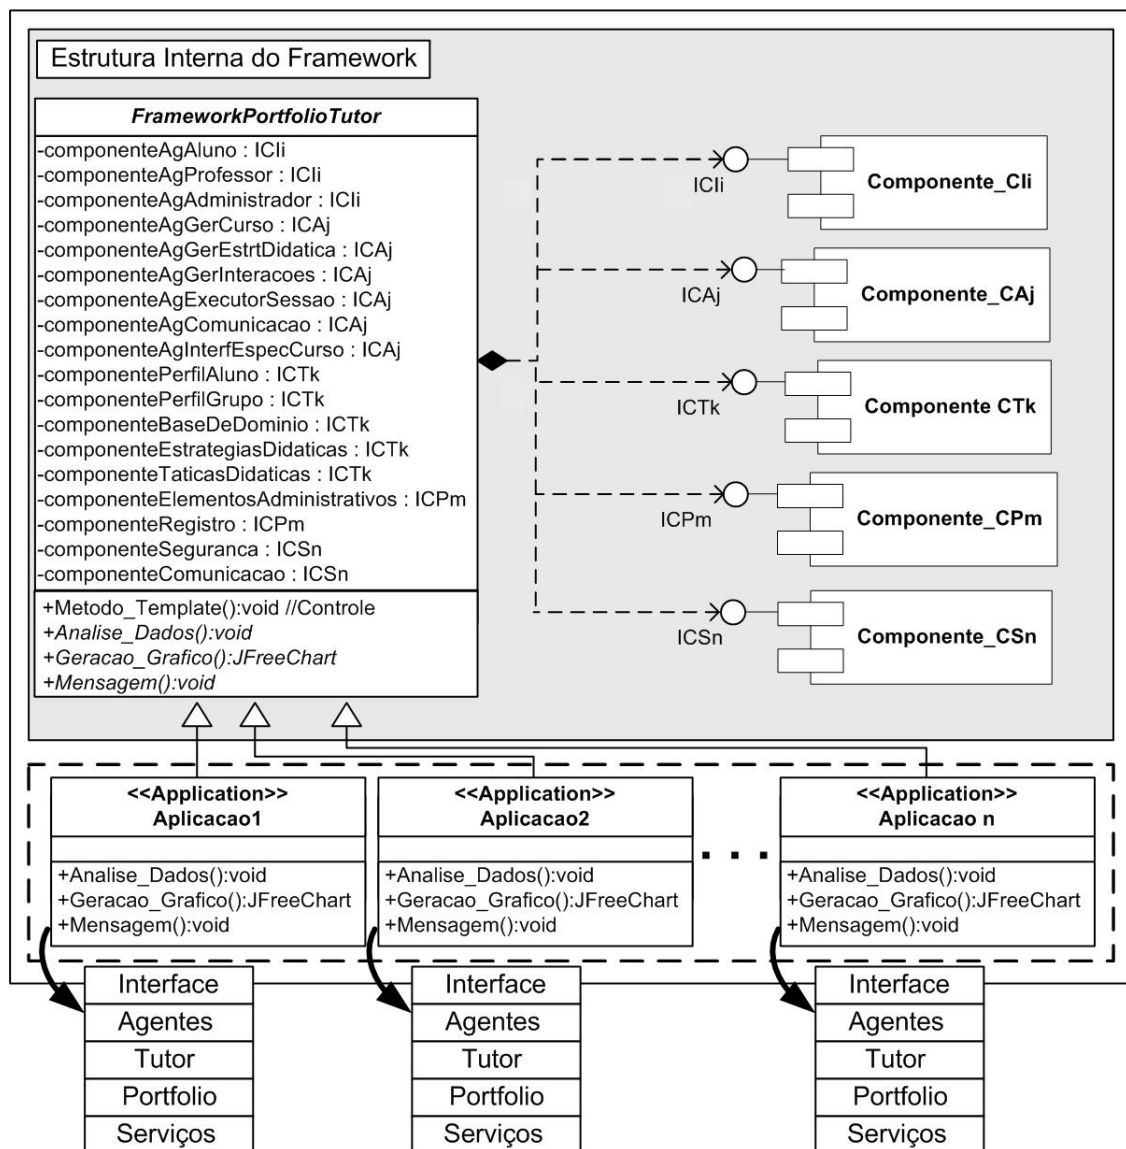 Estrutura Interna do Framework
FrameworkPortfolioTutor
-componenteAgAluno : ICIi
-componenteAgProfessor : ICIi
-componenteAgAdministrador : ICIi
-componenteAgGerCurso : ICAj
-componenteAgGerEstrtDidatica : ICAj
-componenteAgGerInteracoes : ICAj
-componenteAgExecutorSessao : ICAj
-componenteAgComunicacao : ICAj
-componenteAgInterfEspecCurso : ICAj
-componentePerfilAluno : ICTk
-componentePerfilGrupo : ICTk
-componenteBaseDeDominio : ICTk
-componenteEstrategiasDidaticas : ICTk
-componenteTaticasDidaticas : ICTk
-componenteElementosAdministrativos : ICPm
-componenteRegistro : ICPm
-componenteSeguranca : ICSn
-componenteComunicacao : ICSn
+Metodo_Template():void //Controle
+Analise_Dados():void
+Geracao_Grafico():JFreeChart
+Mensagem():void
ICIi
Componente_CIi
ICAj
Componente_CAj
ICTk
Componente CTk
ICPm
Componente_CPm
ICSn
Componente_CSn
<<Application>>
Aplicacao1
+Analise_Dados():void
+Geracao_Grafico():JFreeChart
+Mensagem():void
<<Application>>
Aplicacao2
+Analise_Dados():void
+Geracao_Grafico():JFreeChart
+Mensagem():void
. . .
<<Application>>
Aplicacao n
+Analise_Dados():void
+Geracao_Grafico():JFreeChart
+Mensagem():void
Interface
Agentes
Tutor
Portfolio
Serviços
Interface
Agentes
Tutor
Portfolio
Serviços
Interface
Agentes
Tutor
Portfolio
Serviços